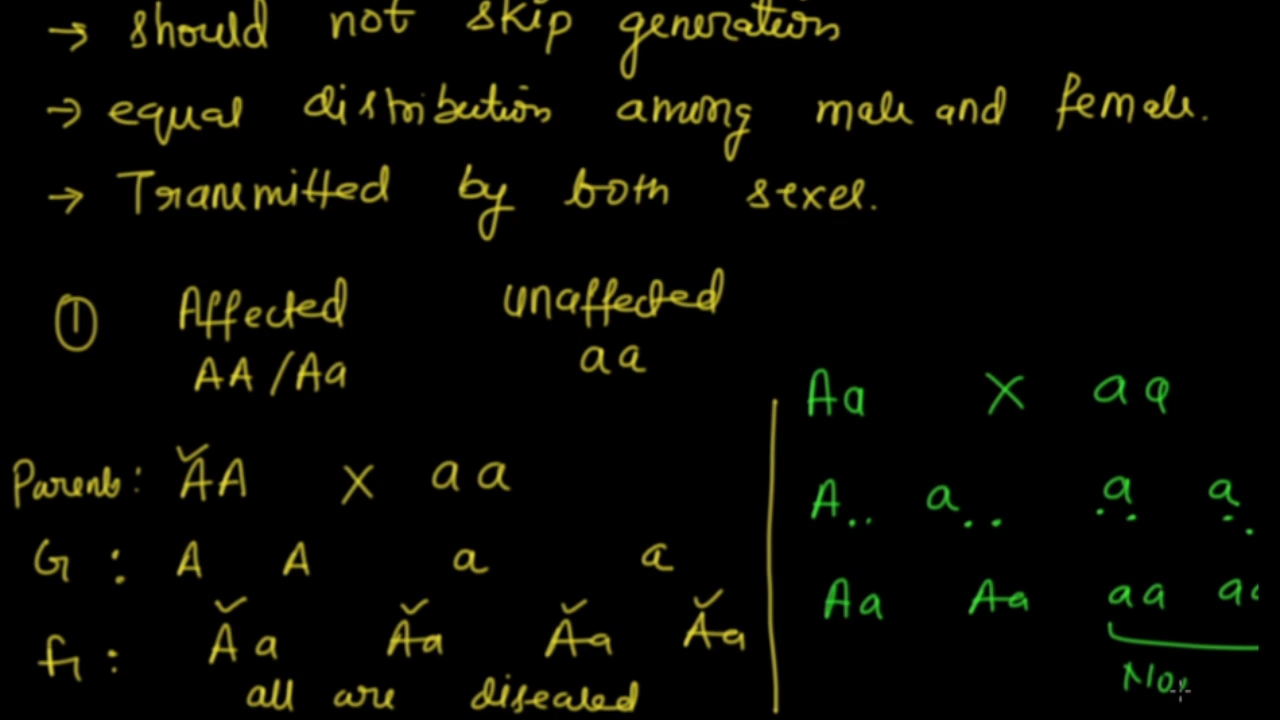 → should not skip generation
→ equal distribution among male and female.
→ Transmitted by both sexes.
① Affected unaffected
AA/Aa aa
Parents: AA X aa
G: A A a a
F1: Aa Aa Aa Aa
all are diseased
Aa X aa
A a a a
Aa Aa aa